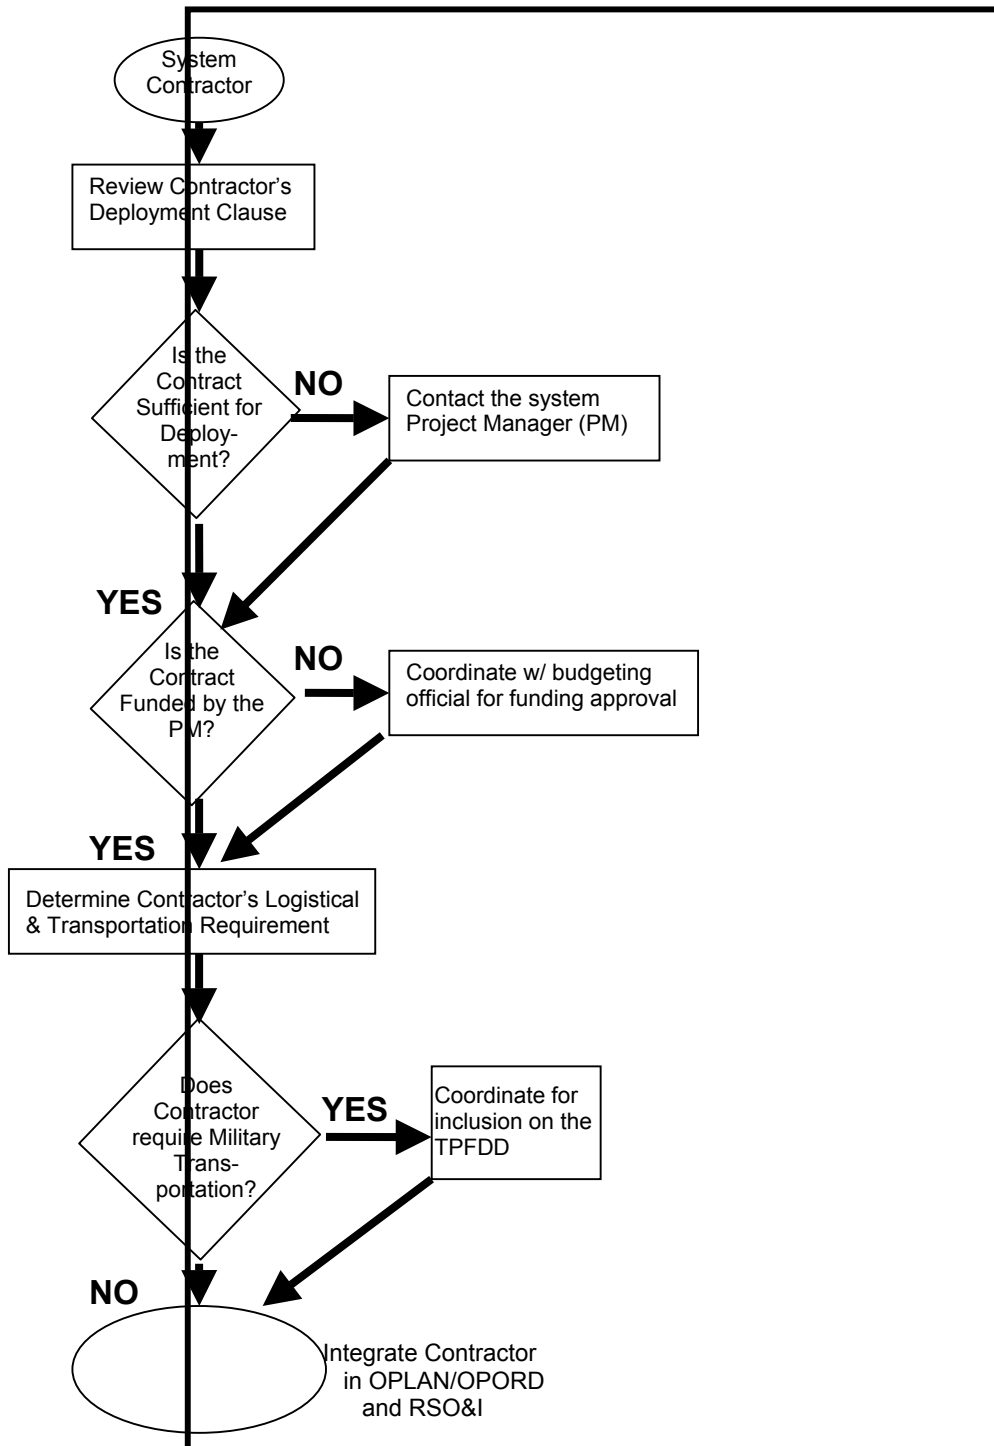 System
Contractor
Review Contractor’s
Deployment Clause
Is the
Contract
Sufficient for
Deploy-
ment?
NO
Contact the system
Project Manager (PM)
YES
Is the
Contract
Funded by the
PM?
NO
Coordinate w/ budgeting
official for funding approval
YES
Determine Contractor’s Logistical
& Transportation Requirement
Does
Contractor
require Military
Trans-
portation?
YES
Coordinate for
inclusion on the
TPFDD
NO
Integrate Contractor
in OPLAN/OPORD
and RSO&I